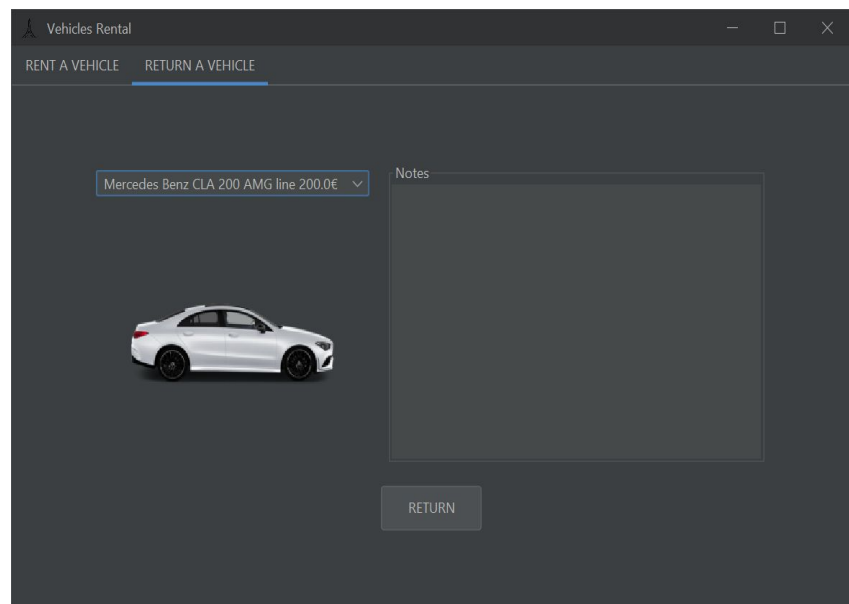 Vehicles Rental
RENT A VEHICLE RETURN A VEHICLE
Mercedes Benz CLA 200 AMG line 200.0€
Notes
RETURN